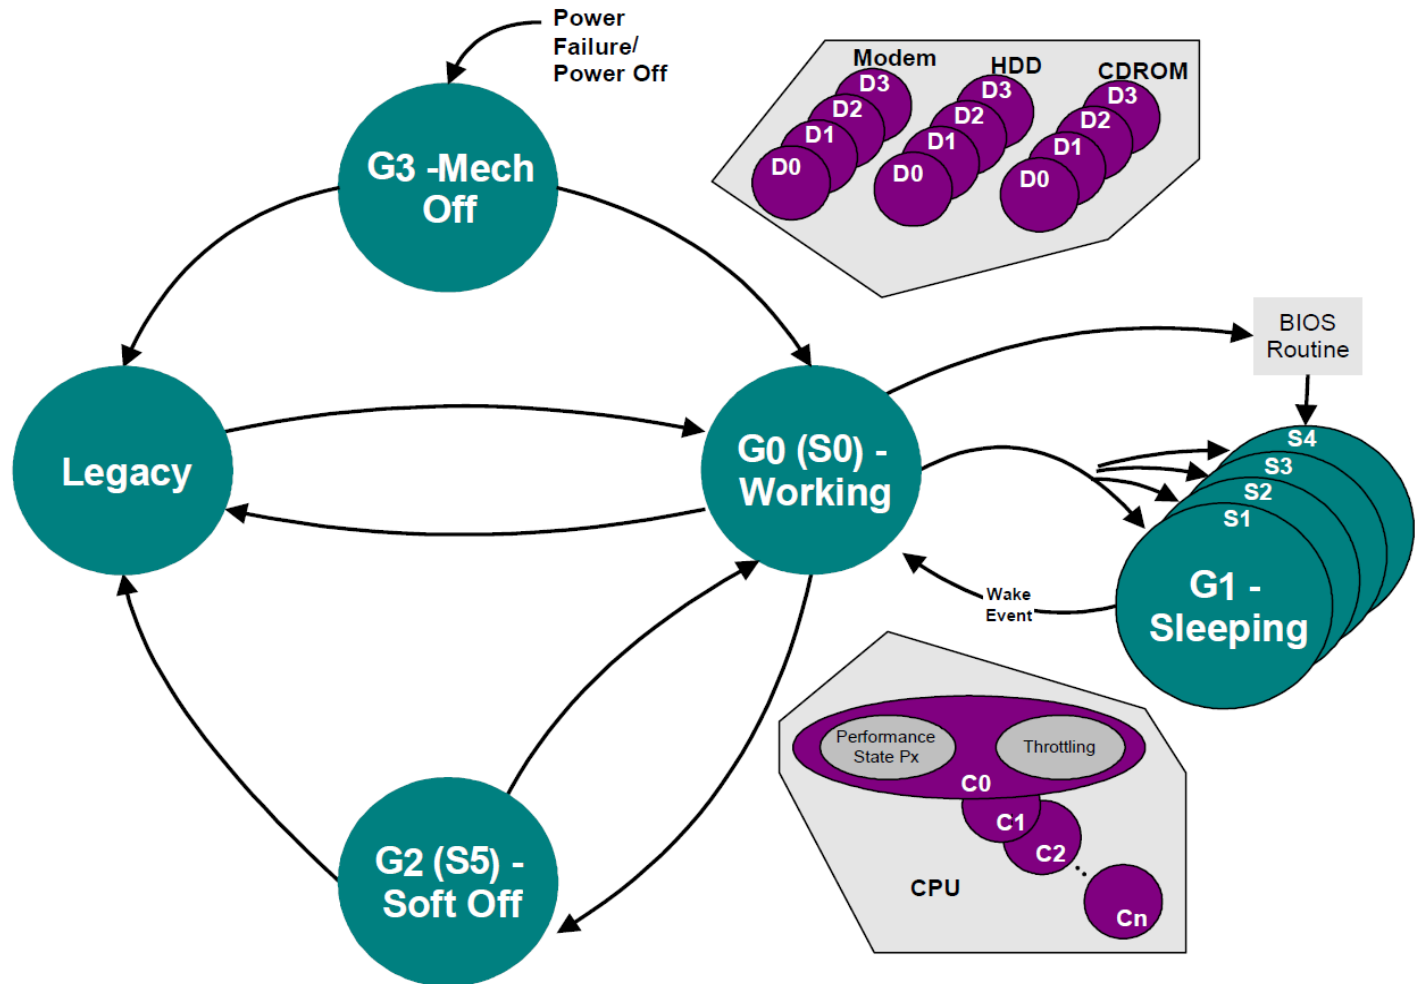 Power
Failure/
Power Off
G3 -Mech
Off
Modem
D3
D2
D1
D0
HDD
D3
D2
D1
D0
CDROM
D3
D2
D1
D0
BIOS
Routine
Legacy
G0 (S0) -
Working
S4
S3
S2
S1
G1 -
Sleeping
Wake
Event
G2 (S5) -
Soft Off
Performance
State Px
Throttling
C0
C1
C2
Cn
CPU